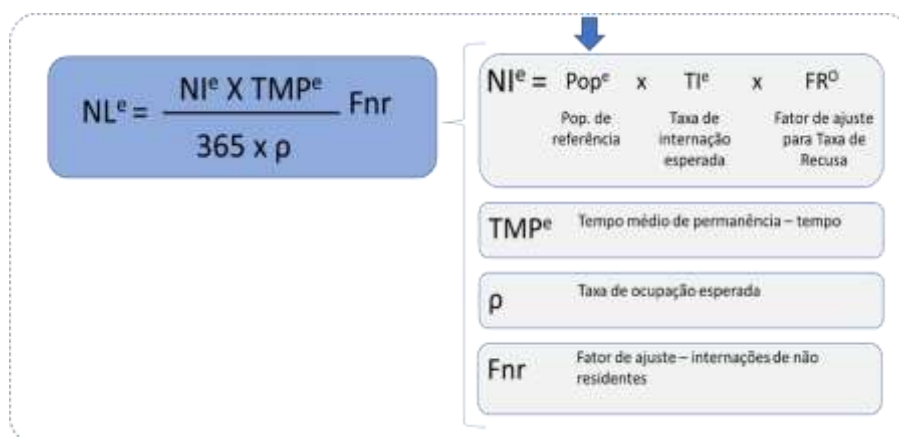 NLᵉ = NIᵉ X TMPᵉ Fnr
365 x ρ
NIᵉ = Popᵉ x TIᵉ x FRᴼ
Pop. de Taxa de Fator de ajuste
referência internação para Taxa de
esperada Recusa
TMPᵉ Tempo médio de permanência – tempo
ρ Taxa de ocupação esperada
Fnr Fator de ajuste – internações de não
residentes